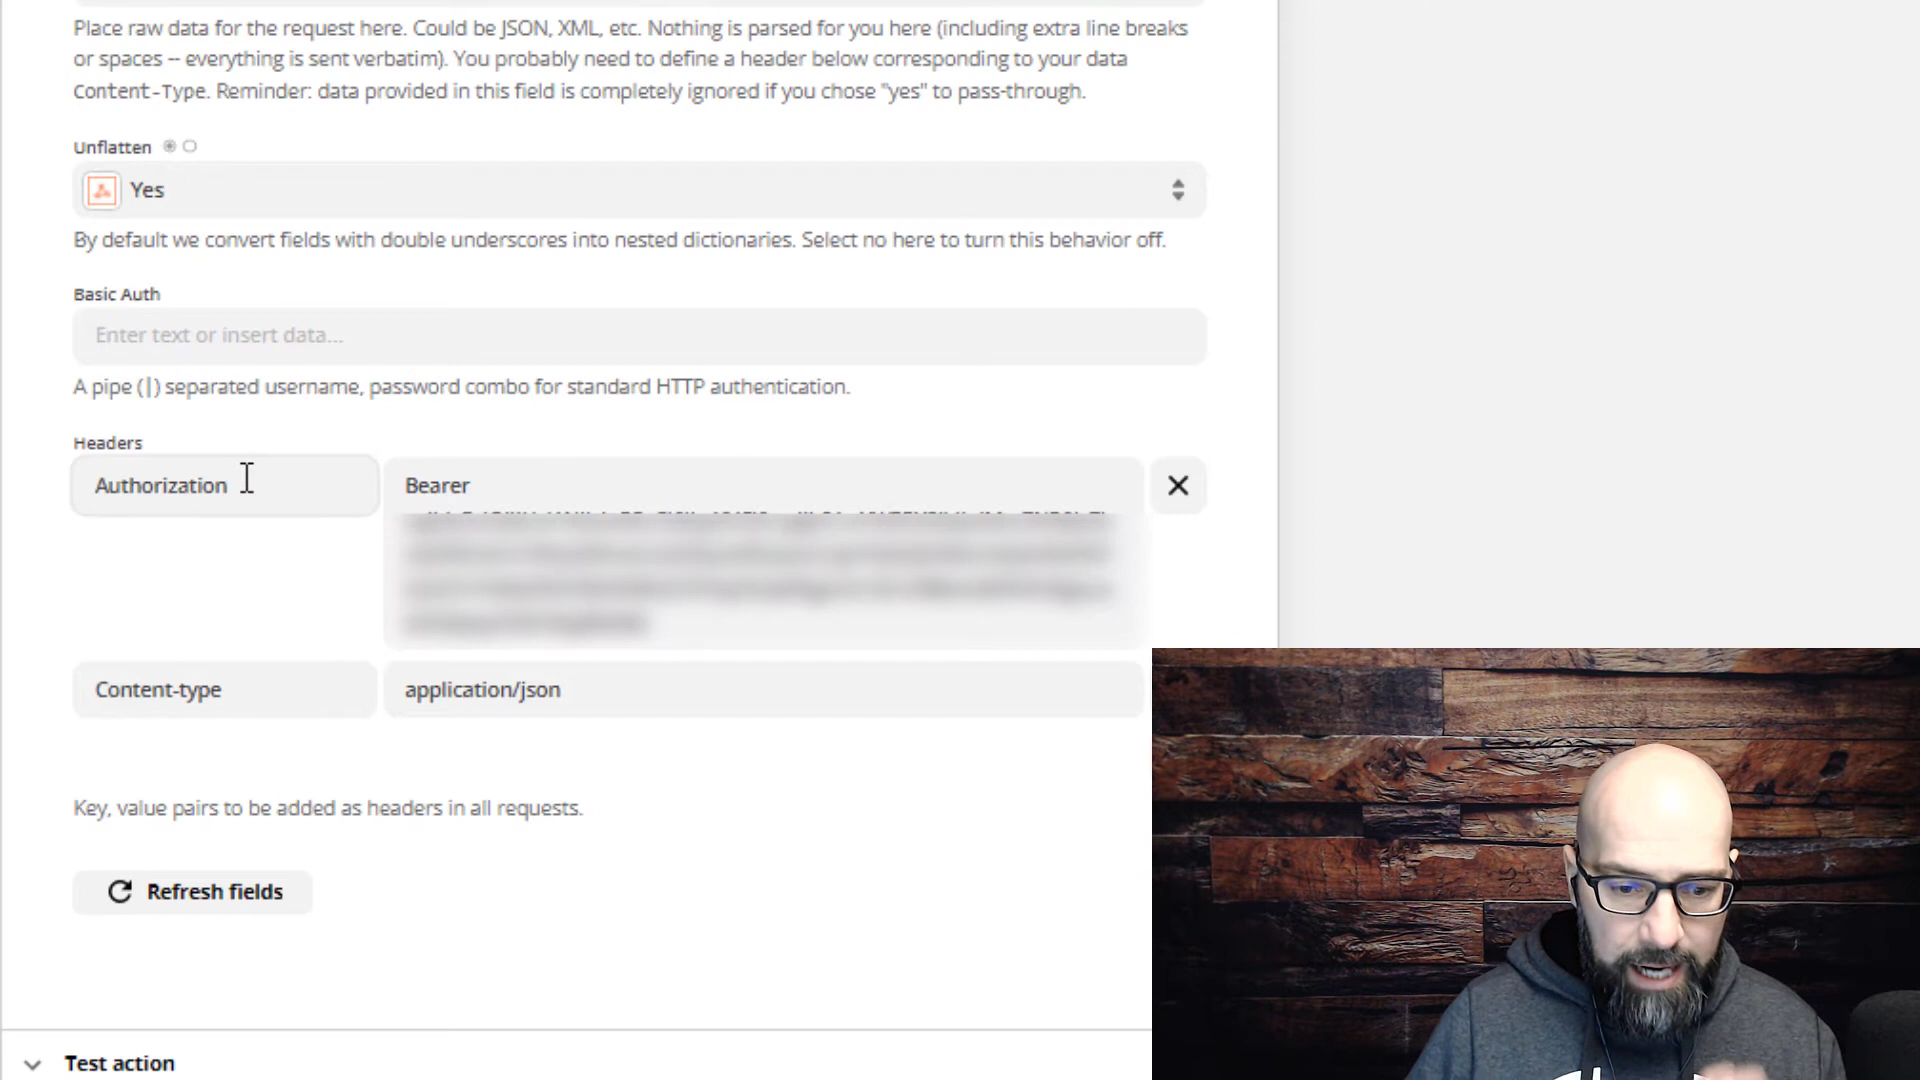 Place raw data for the request here. Could be JSON, XML, etc. Nothing is parsed for you here (including extra line breaks
or spaces -- everything is sent verbatim). You probably need to define a header below corresponding to your data
Content-Type. Reminder: data provided in this field is completely ignored if you chose "yes" to pass-through.
Unflatten
Yes
By default we convert fields with double underscores into nested dictionaries. Select no here to turn this behavior off.
Basic Auth
Enter text or insert data...
A pipe (|) separated username, password combo for standard HTTP authentication.
Headers
Authorization Bearer
Content-type application/json
Key, value pairs to be added as headers in all requests.
Refresh fields
Test action